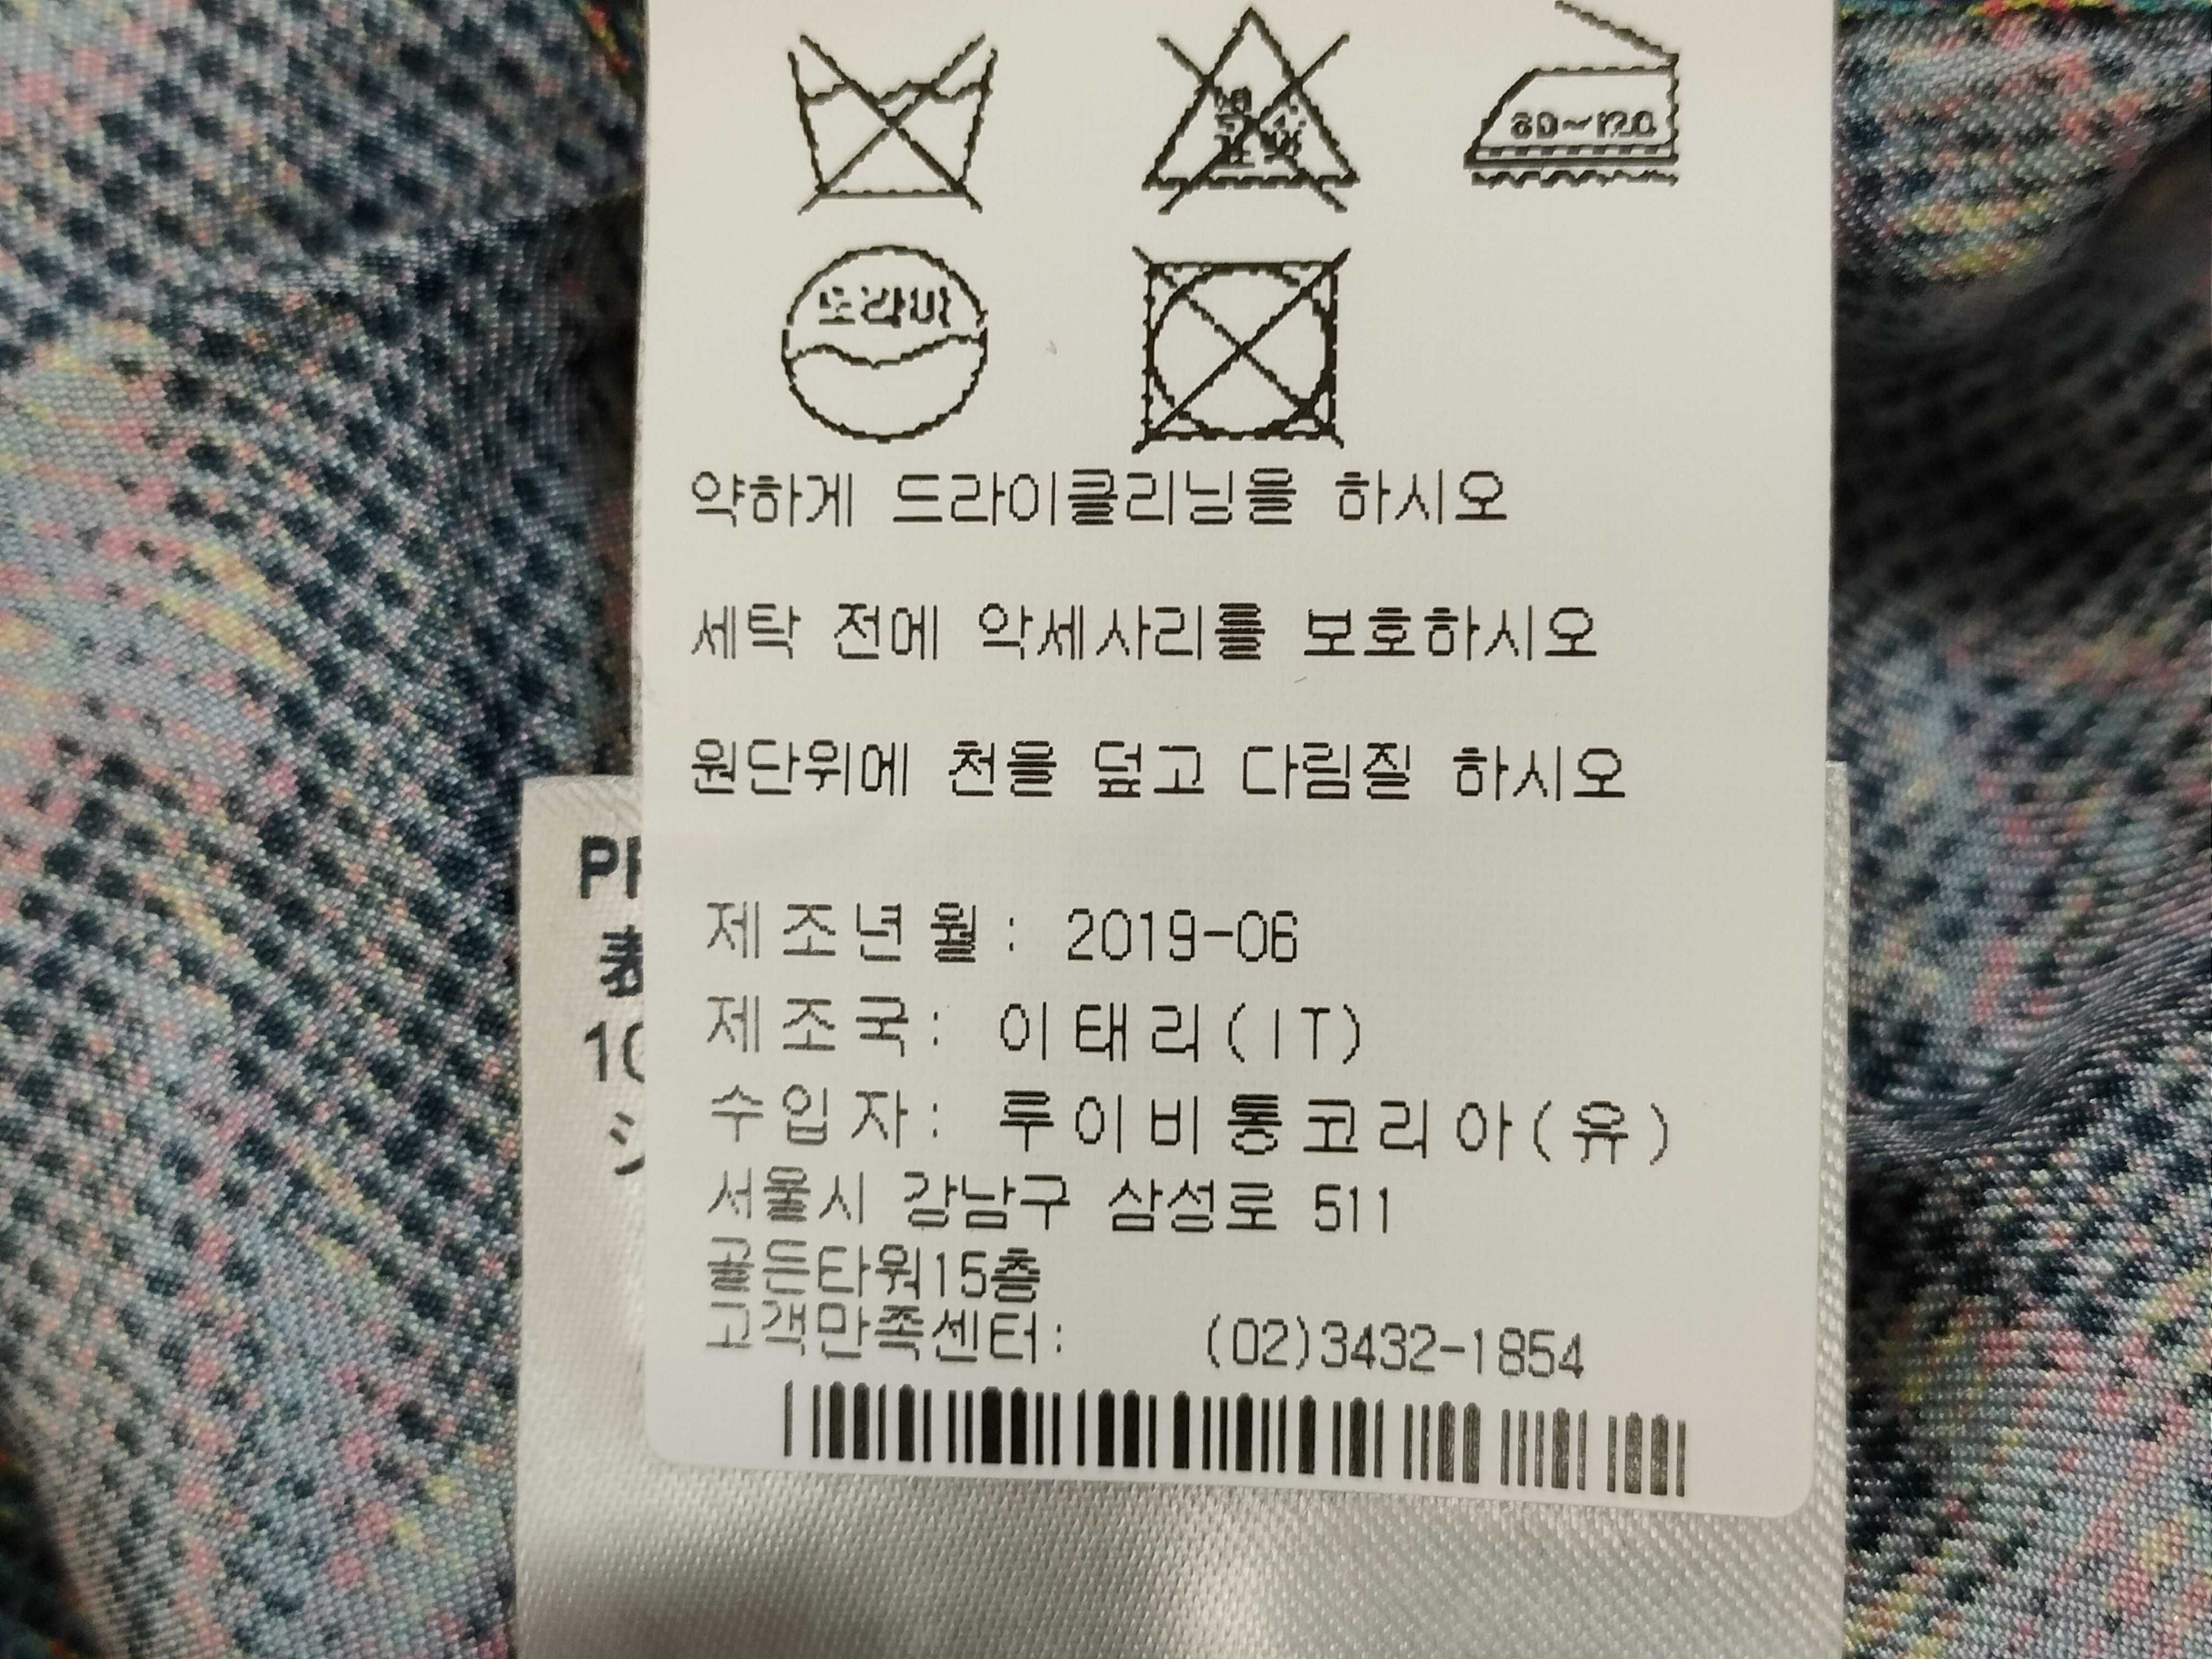 염소 표백
80~120
드라이
약하게 드라이클리닝을 하시오
세탁 전에 악세사리를 보호하시오
원단위에 천을 덮고 다림질 하시오
제조년월: 2019-06
제조국: 이태리(IT)
수입자: 루이비통코리아(유)
서울시 강남구 삼성로 511
골든타워15층
고객만족센터: (02)3432-1854